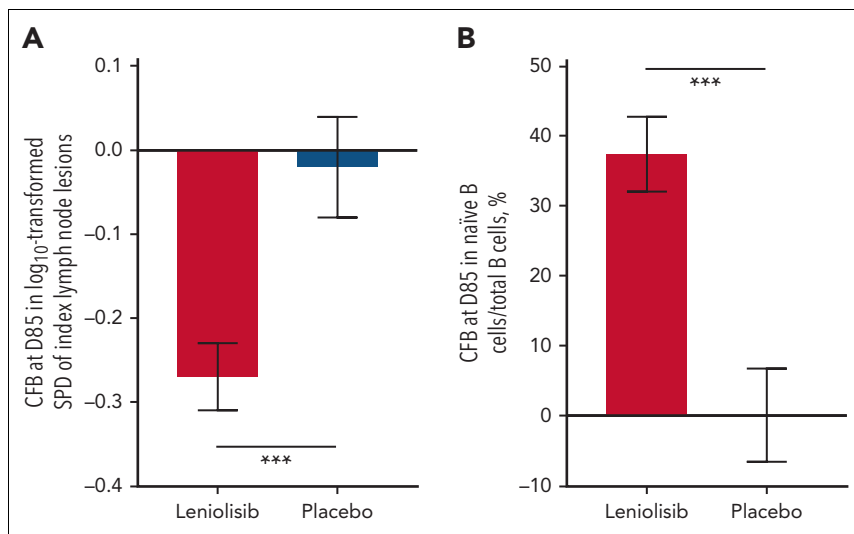 A
CFB at D85 in log10-transformed
SPD of index lymph node lesions
0.1
0.0
–0.1
–0.2
–0.3
–0.4
***
Leniolisib
Placebo
B
CFB at D85 in naïve B
cells/total B cells, %
50
40
30
20
10
0
–10
***
Leniolisib
Placebo